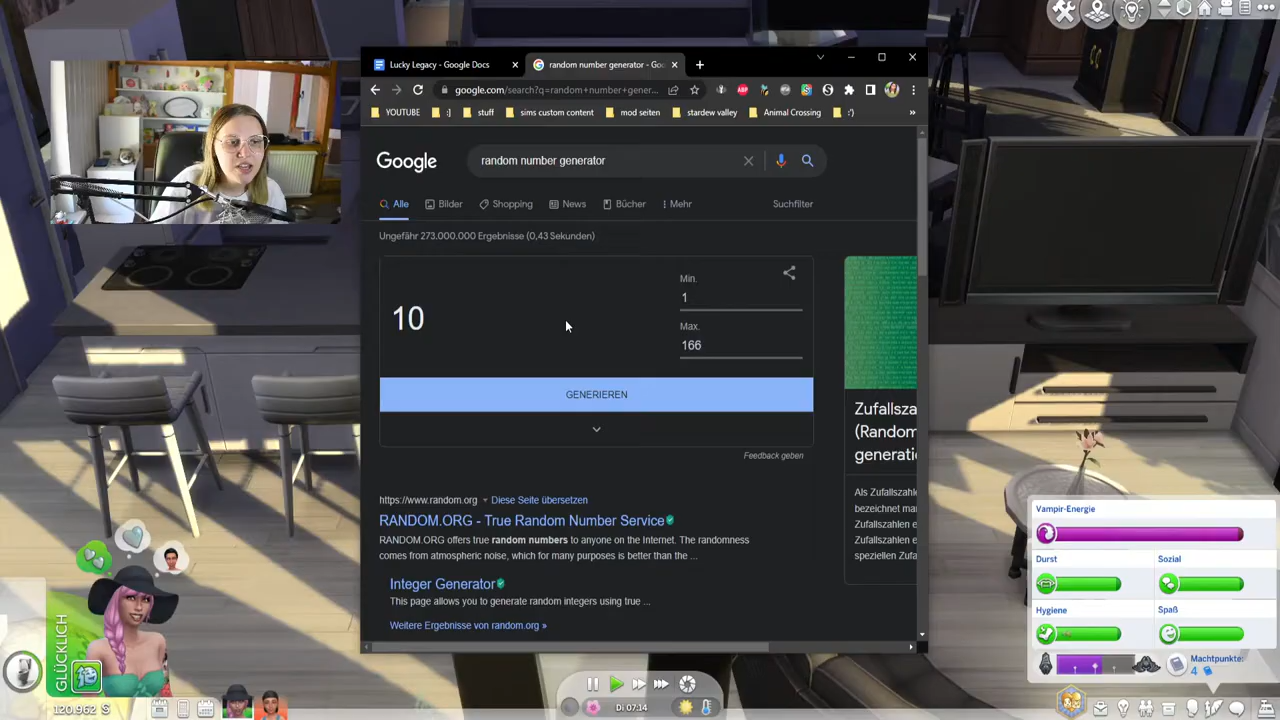 Lucky Legacy - Google Docs
random number generator - Goo
google.com/search?q=random+number+gener...
YOUTUBE
:)
stuff
sims custom content
mod seiten
stardew valley
Animal Crossing
:')
»
Google
random number generator
Alle
Bilder
Shopping
News
Bücher
Mehr
Suchfilter
Ungefähr 273.000.000 Ergebnisse (0,43 Sekunden)
10
Min.
1
Max.
166
GENERIEREN
Feedback geben
Zufallsza
(Random
generatio
Als Zufallszahle
bezeichnet mar
Zufallszahlen e
speziellen Zufa
https://www.random.org
Diese Seite übersetzen
RANDOM.ORG - True Random Number Service
RANDOM.ORG offers true random numbers to anyone on the Internet. The randomness
comes from atmospheric noise, which for many purposes is better than the ...
Integer Generator
This page allows you to generate random integers using true ...
Weitere Ergebnisse von random.org »
Vampir-Energie
Durst
Sozial
Hygiene
Spaß
Machtpunkte:
4
GLÜCKLICH
120.962 $
Di 07:14